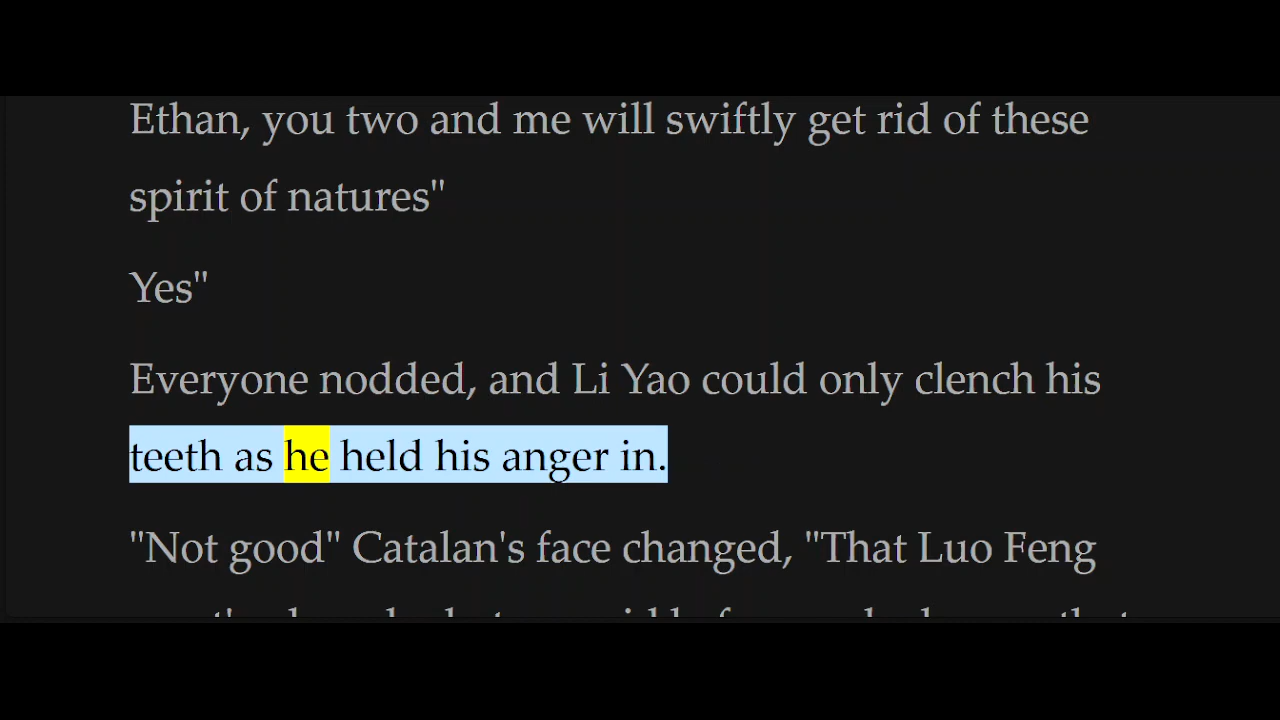 Ethan, you two and me will swiftly get rid of these
spirit of natures"
Yes"
Everyone nodded, and Li Yao could only clench his
teeth as he held his anger in.
"Not good" Catalan's face changed, "That Luo Feng